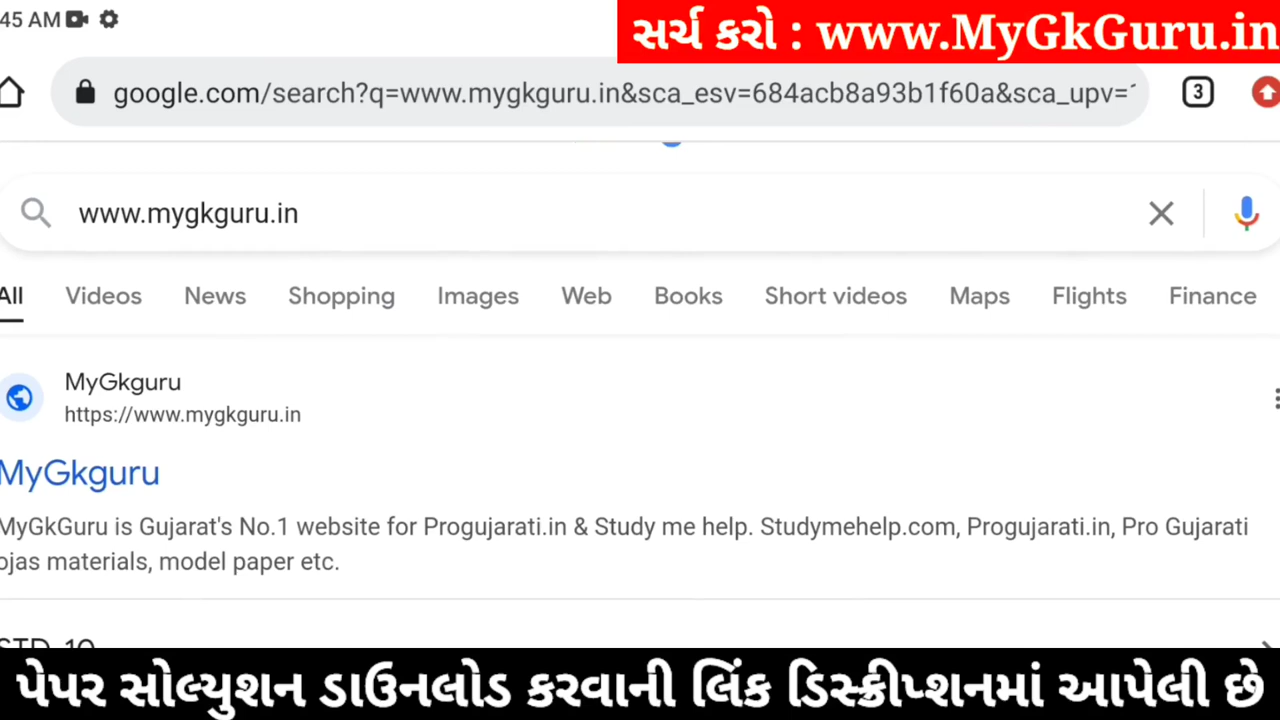 45 AM
સર્ચ કરો : www.MyGkGuru.in
google.com/search?q=www.mygkguru.in&sca_esv=684acb8a93b1f60a&sca_upv=
3
www.mygkguru.in
All Videos News Shopping Images Web Books Short videos Maps Flights Finance
MyGkguru
https://www.mygkguru.in
MyGkguru
MyGkGuru is Gujarat's No.1 website for Progujarati.in & Study me help. Studymehelp.com, Progujarati.in, Pro Gujarati
ojas materials, model paper etc.
STD 10
પેપર સોલ્યુશન ડાઉનલોડ કરવાની લિંક ડિસ્ક્રીપ્શનમાં આપેલી છે